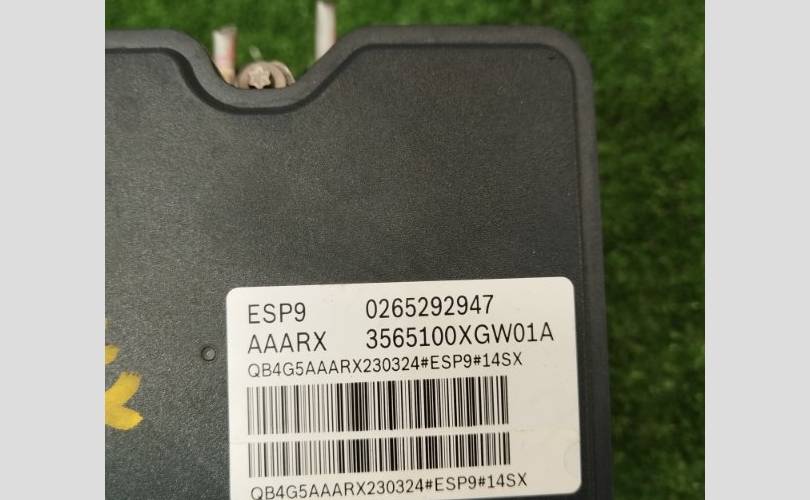 ESP9 0265292947
AAARX 3565100XGW01A
QB4G5AAARX230324#ESP9#14SX
QB4G5AAARX230324#ESP9#14SX